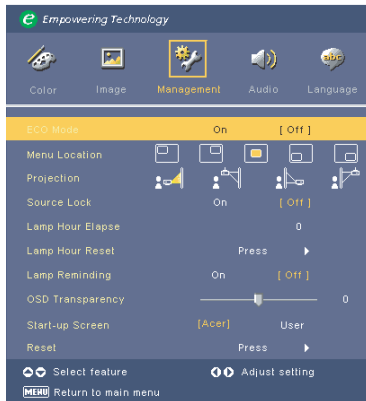 e Empowering Technology
abc
Color Image Management Audio Language
ECO Mode On [ Off ]
Menu Location
Projection
Source Lock On [ Off ]
Lamp Hour Elapse 0
Lamp Hour Reset Press
Lamp Reminding On [ Off ]
OSD Transparency 0
Start-up Screen [Acer] User
Reset Press
Select feature Adjust setting
MENU Return to main menu